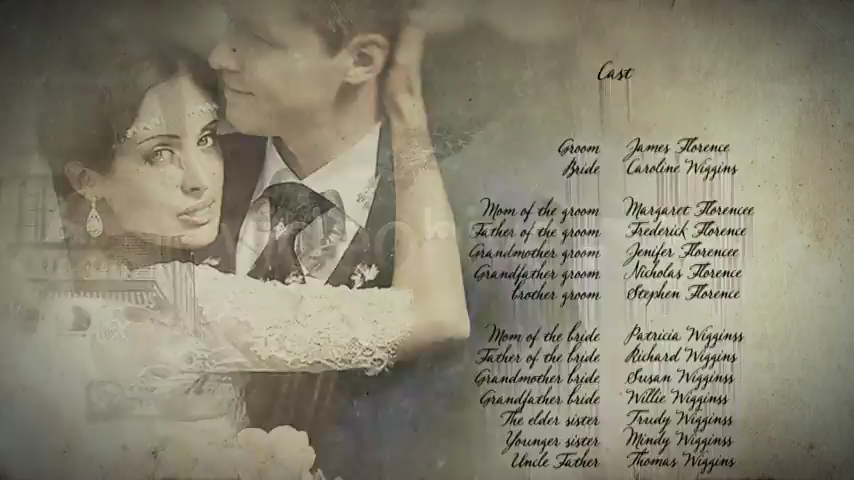 Cast
Groom James Florence
Bride Caroline Wiggins
Mom of the groom Margaret Florencee
Father of the groom Frederick Florence
Grandmother groom Jenifer Florencee
Grandfather groom Nicholas Florence
brother groom Stephen Florence
Mom of the bride Patricia Wigginss
Father of the bride Richard Wiggins
Grandmother bride Susan Wigginss
Grandfather bride Willie Wiggins
The elder sister Trudy Wigginss
Younger sister Mindy Wigginss
Uncle Father Thomas Wiggins